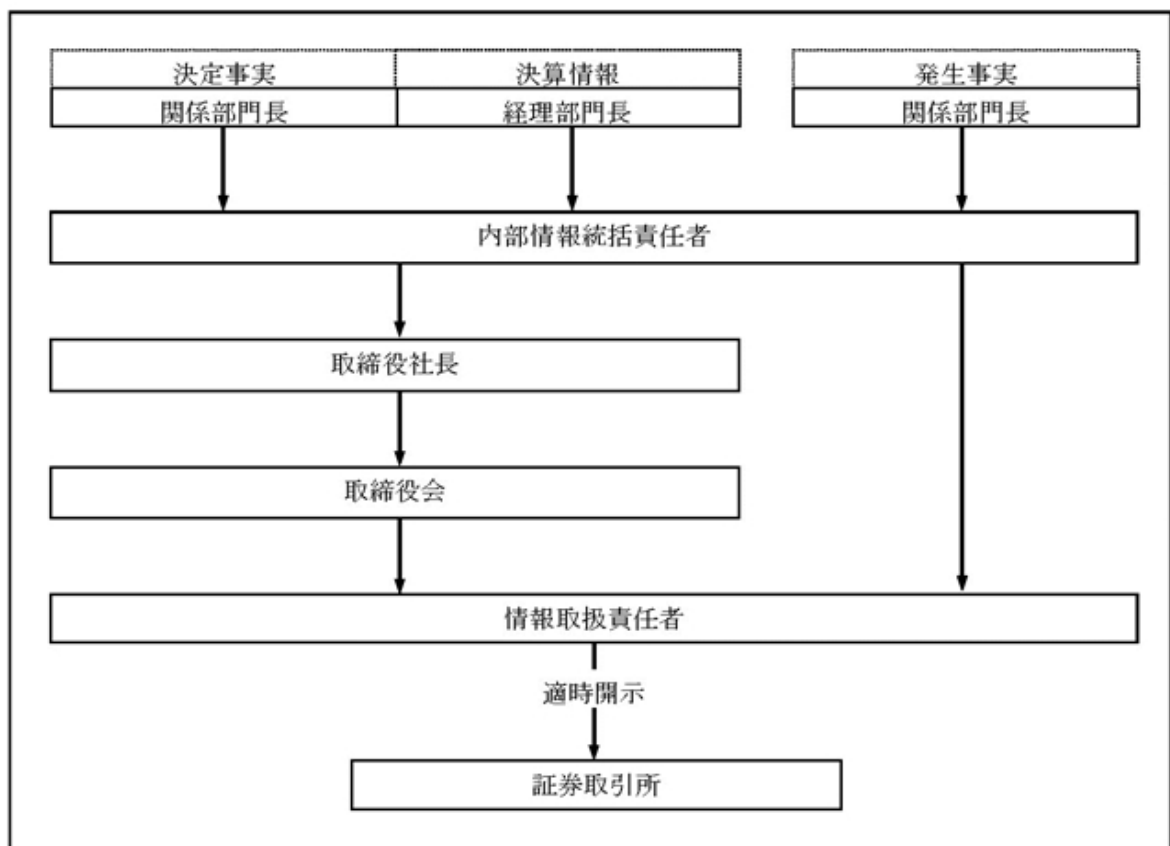 決定事実
決算情報
発生事実
関係部門長
経理部門長
関係部門長
内部情報統括責任者
取締役社長
取締役会
情報取扱責任者
適時開示
証券取引所